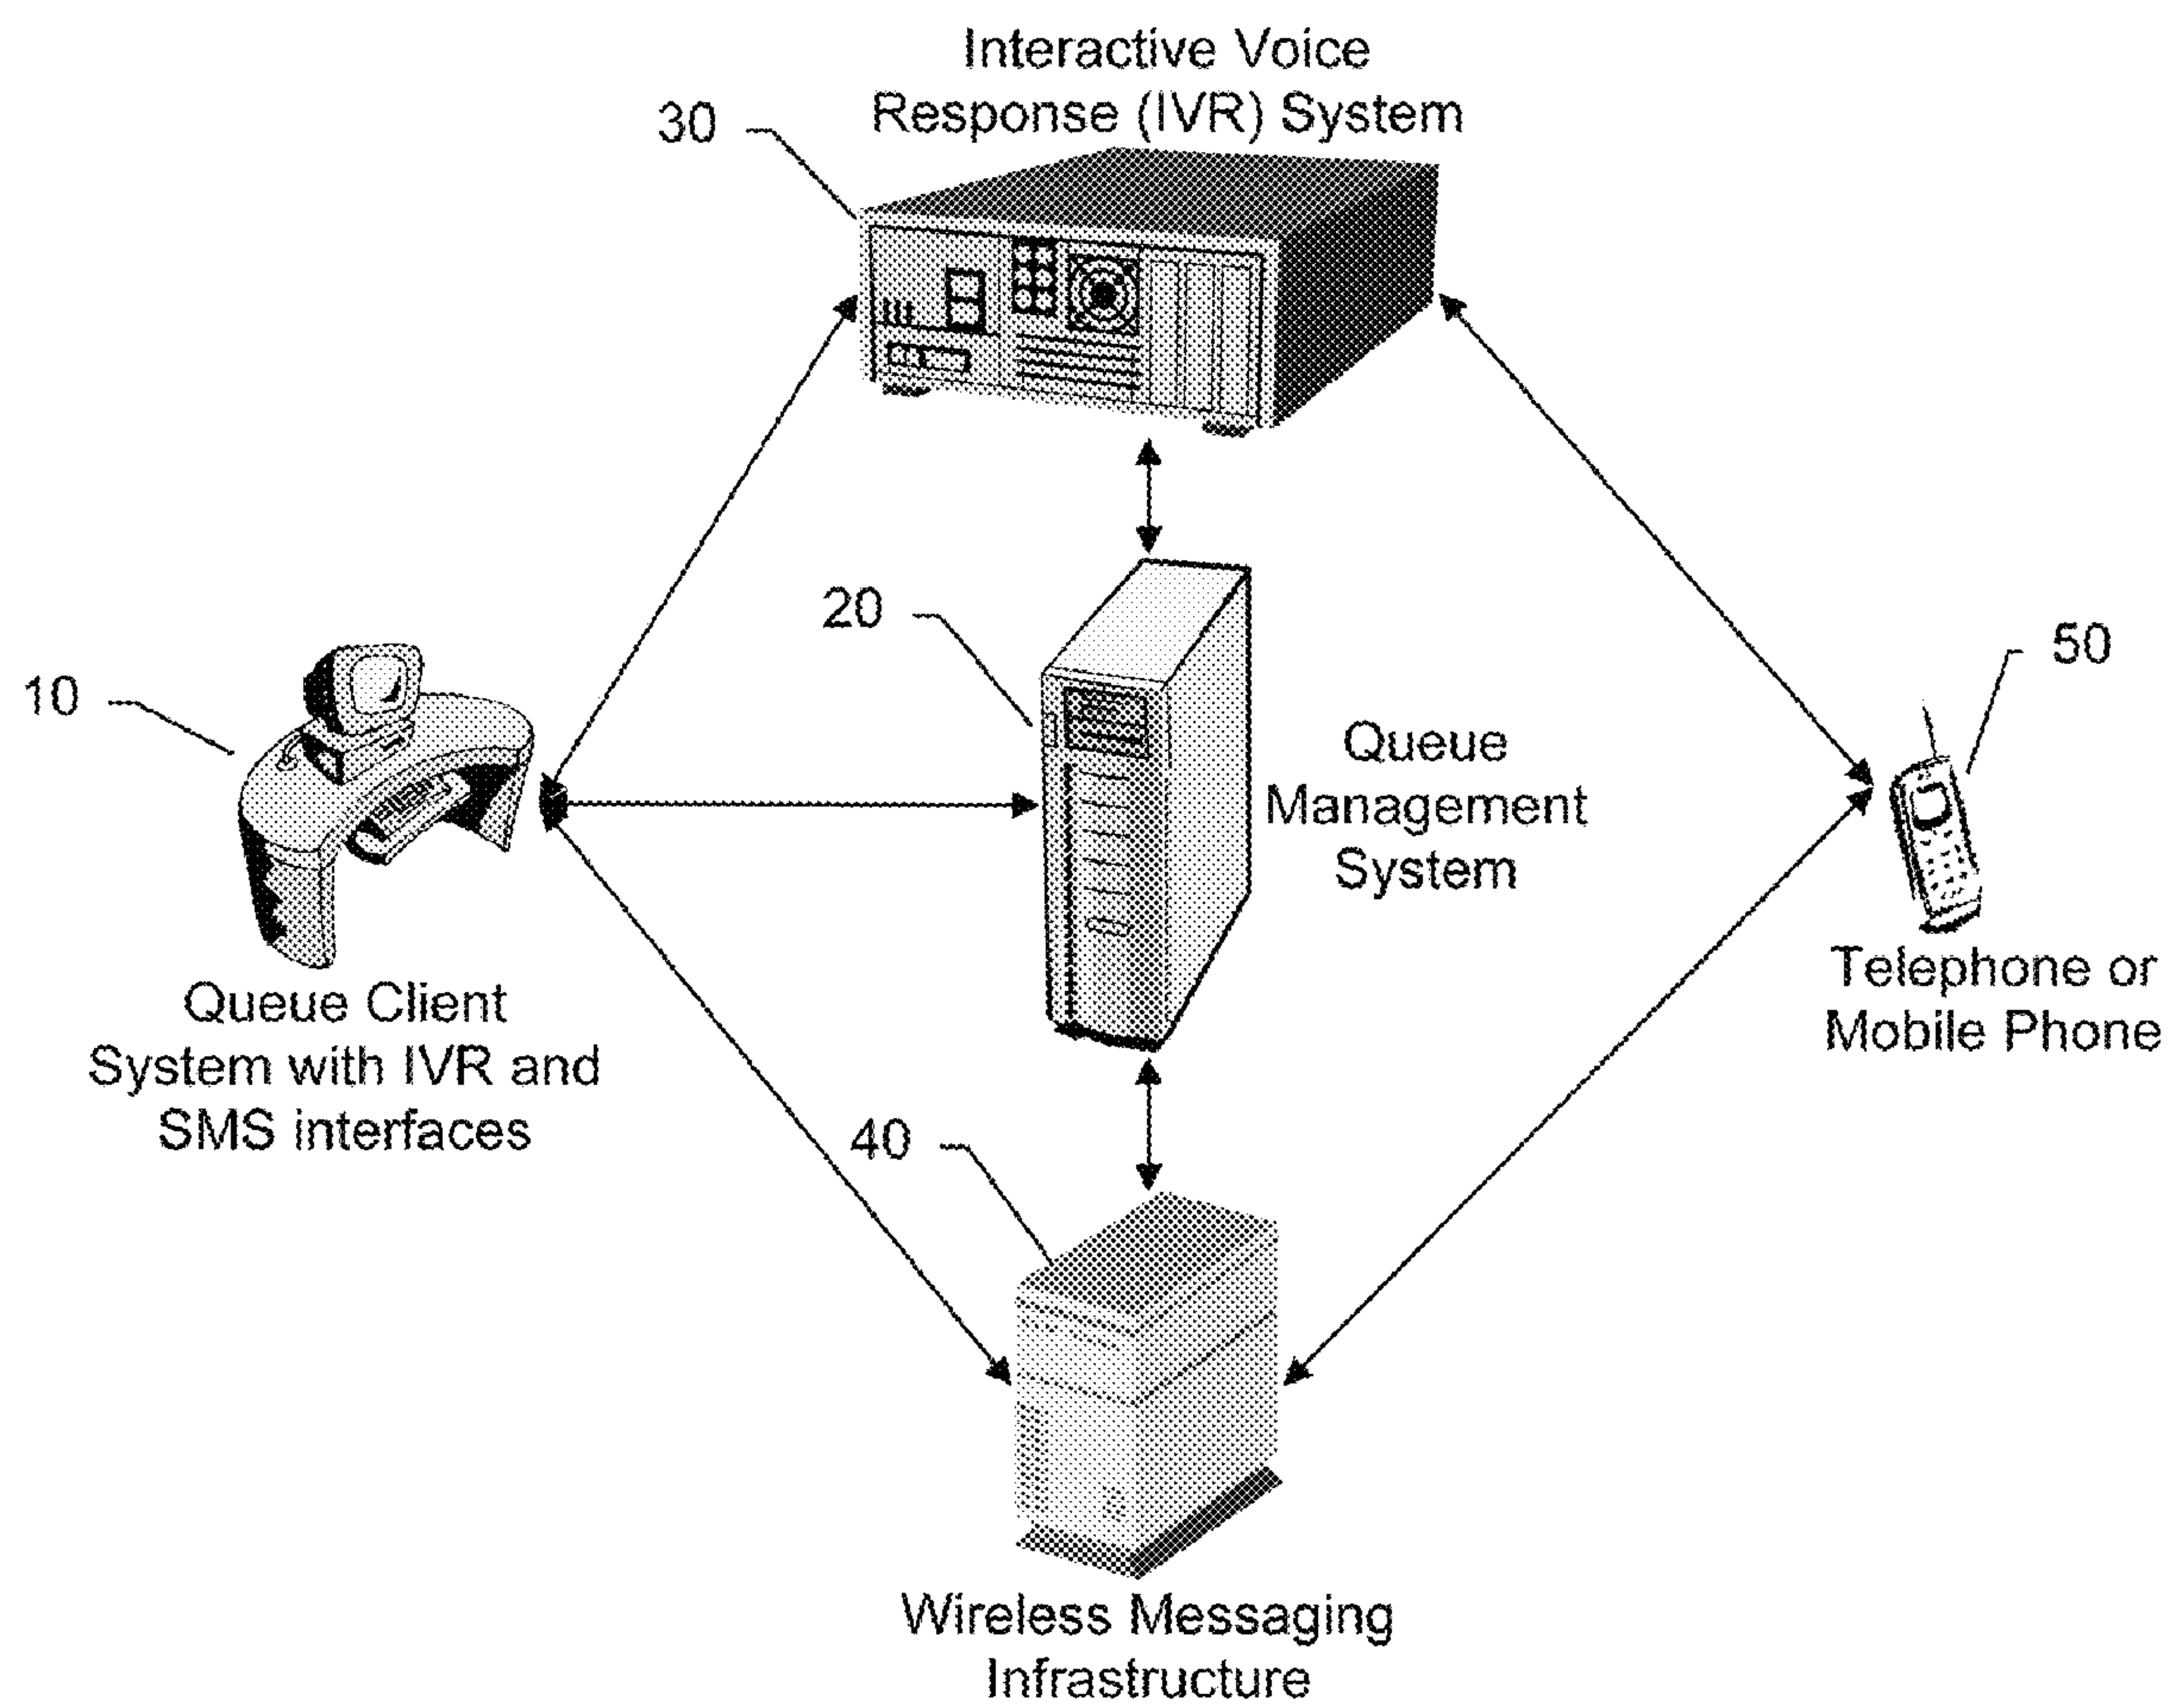 Interactive Voice
Response (IVR) System
30
20
50
10
Queue
Management
System
Telephone or
Mobile Phone
Queue Client
System with IVR and
SMS interfaces
40
Wireless Messaging
Infrastructure